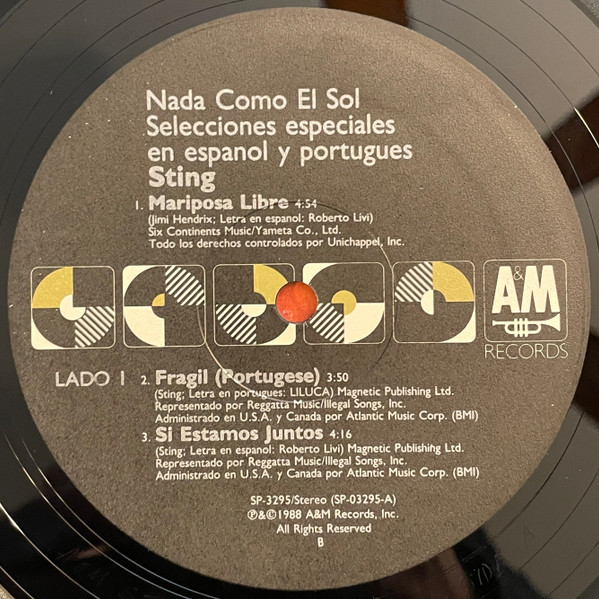 Nada Como El Sol
Selecciones especiales
en espanol y portugues
Sting
1. Mariposa Libre 4:54
(Jimi Hendrix; Letra en espanol: Roberto Livi)
Six Continents Music/Yameta Co., Ltd.
Todo los derechos controlados por Unichappel, Inc.
A&M
RECORDS
LADO 1
2. Fragil (Portugese) 3:50
(Sting; Letra en portugues: LILUCA) Magnetic Publishing Ltd.
Representado por Reggatta Music/Illegal Songs, Inc.
Administrado en U.S.A. y Canada por Atlantic Music Corp. (BMI)
3. Si Estamos Juntos 4:16
(Sting; Letra en espanol: Roberto Livi) Magnetic Publishing Ltd.
Representado por Reggatta Music/Illegal Songs, Inc.
Administrado en U.S.A. y Canada por Atlantic Music Corp. (BMI)
SP-3295/Stereo (SP-03295-A)
℗&©1988 A&M Records, Inc.
All Rights Reserved
B